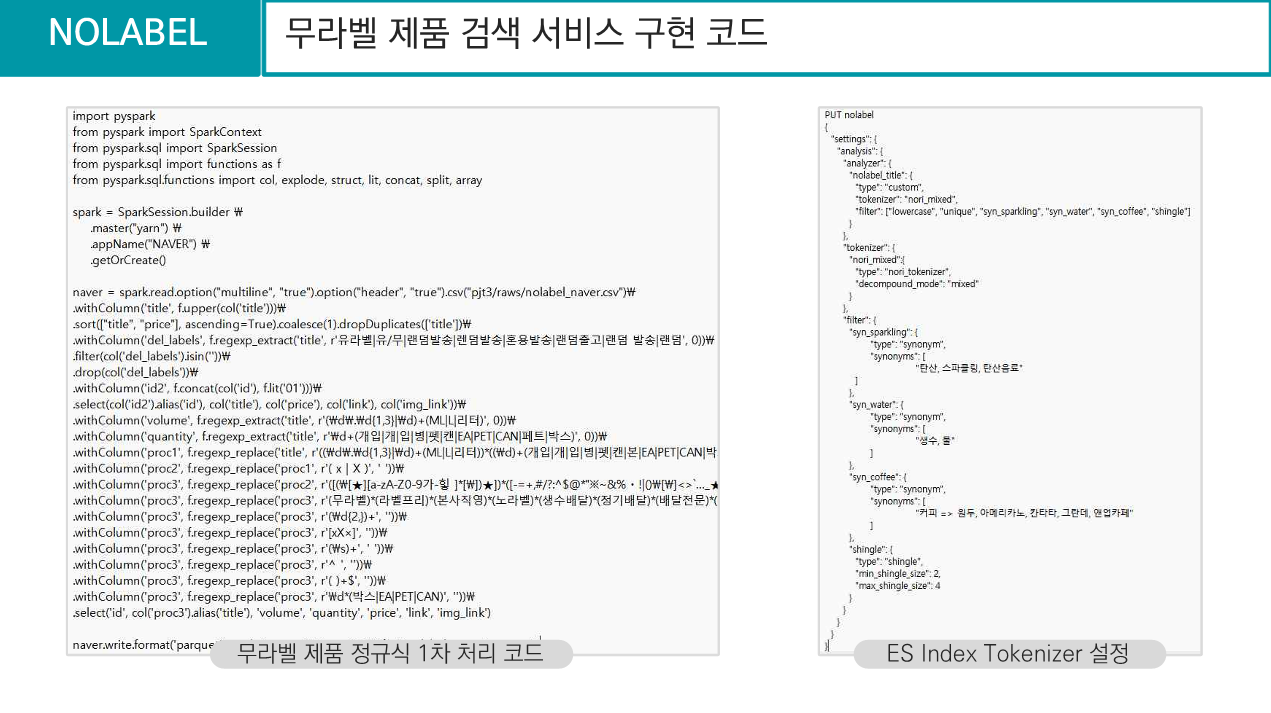 NOLABEL
무라벨 제품 검색 서비스 구현 코드
import pyspark
from pyspark import SparkContext
from pyspark.sql import SparkSession
from pyspark.sql import functions as f
from pyspark.sql.functions import col, explode, struct, lit, concat, split, array
spark = SparkSession.builder ₩
.master("yarn") ₩
.appName("NAVER") ₩
.getOrCreate()
naver = spark.read.option("multiline", "true").option("header", "true").csv("pjt3/raws/nolabel_naver.csv")₩
.withColumn('title', f.upper(col('title')))₩
.sort(["title", "price"], ascending=True).coalesce(1).dropDuplicates(['title'])₩
.withColumn('del_labels', f.regexp_extract('title', r'유라벨|유/무|랜덤발송|렌덤발송|혼용발송|랜덤출고|랜덤 발송|랜덤', 0))₩
.filter(col('del_labels').isin(''))₩
.drop(col('del_labels'))₩
.withColumn('id2', f.concat(col('id'), f.lit('01')))₩
.select(col('id2').alias('id'), col('title'), col('price'), col('link'), col('img_link'))₩
.withColumn('volume', f.regexp_extract('title', r'(₩d₩.₩d{1,3}|₩d)+(ML|L|리터)', 0))₩
.withColumn('quantity', f.regexp_extract('title', r'₩d+(개입|개|입|병|펫|캔|EA|PET|CAN|페트|박스)', 0))₩
.withColumn('proc1', f.regexp_replace('title', r'((₩d₩.₩d{1,3}|₩d)+(ML|L|리터))*((₩d)+(개입|개|입|병|펫|캔|본|EA|PET|CAN|박
.withColumn('proc2', f.regexp_replace('proc1', r'( x | X )', ' '))₩
.withColumn('proc3', f.regexp_replace('proc2', r'([(₩[★][a-zA-Z0-9가-힣 ]*[₩])★])*([-=+,#/?:^$@*"※~&%・!|()₩[₩]<>`…_★
.withColumn('proc3', f.regexp_replace('proc3', r'(무라벨)*(라벨프리)*(본사직영)*(노라벨)*(생수배달)*(정기배달)*(배달전문)*(
.withColumn('proc3', f.regexp_replace('proc3', r'(₩d{2,})+', ''))₩
.withColumn('proc3', f.regexp_replace('proc3', r'[xX×]', ''))₩
.withColumn('proc3', f.regexp_replace('proc3', r'(₩s)+', ' '))₩
.withColumn('proc3', f.regexp_replace('proc3', r'^ ', ''))₩
.withColumn('proc3', f.regexp_replace('proc3', r'( )+$', ''))₩
.withColumn('proc3', f.regexp_replace('proc3', r'₩d*(박스|EA|PET|CAN)', ''))₩
.select('id', col('proc3').alias('title'), 'volume', 'quantity', 'price', 'link', 'img_link')
naver.write.format('parque
무라벨 제품 정규식 1차 처리 코드
PUT nolabel
{
"settings": {
"analysis": {
"analyzer": {
"nolabel_title": {
"type": "custom",
"tokenizer": "nori_mixed",
"filter": ["lowercase", "unique", "syn_sparkling", "syn_water", "syn_coffee", "shingle"]
}
},
"tokenizer": {
"nori_mixed":{
"type": "nori_tokenizer",
"decompound_mode": "mixed"
}
},
"filter": {
"syn_sparkling": {
"type": "synonym",
"synonyms": [
"탄산, 스파클링, 탄산음료"
]
},
"syn_water": {
"type": "synonym",
"synonyms": [
"생수, 물"
]
},
"syn_coffee": {
"type": "synonym",
"synonyms": [
"커피 => 원두, 아메리카노, 칸타타, 그란데, 앤업카페"
]
},
"shingle": {
"type": "shingle",
"min_shingle_size": 2,
"max_shingle_size": 4
}
}
}
}
}
ES Index Tokenizer 설정